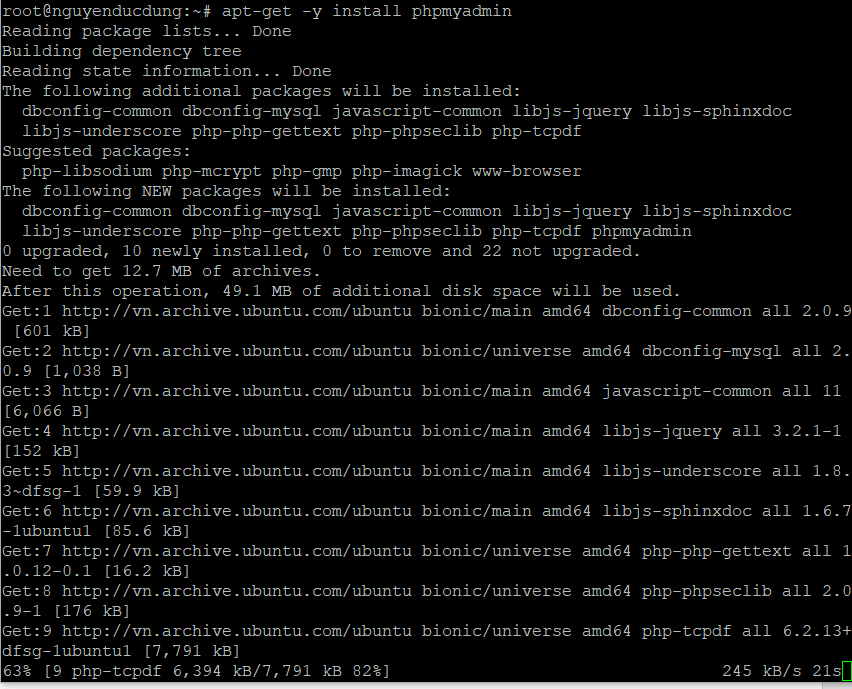 root@nguyenducdung:~# apt-get -y install phpmyadmin
Reading package lists... Done
Building dependency tree
Reading state information... Done
The following additional packages will be installed:
  dbconfig-common dbconfig-mysql javascript-common libjs-jquery libjs-sphinxdoc
  libjs-underscore php-php-gettext php-phpseclib php-tcpdf
Suggested packages:
  php-libsodium php-mcrypt php-gmp php-imagick www-browser
The following NEW packages will be installed:
  dbconfig-common dbconfig-mysql javascript-common libjs-jquery libjs-sphinxdoc
  libjs-underscore php-php-gettext php-phpseclib php-tcpdf phpmyadmin
0 upgraded, 10 newly installed, 0 to remove and 22 not upgraded.
Need to get 12.7 MB of archives.
After this operation, 49.1 MB of additional disk space will be used.
Get:1 http://vn.archive.ubuntu.com/ubuntu bionic/main amd64 dbconfig-common all 2.0.9
 [601 kB]
Get:2 http://vn.archive.ubuntu.com/ubuntu bionic/universe amd64 dbconfig-mysql all 2.
0.9 [1,038 B]
Get:3 http://vn.archive.ubuntu.com/ubuntu bionic/main amd64 javascript-common all 11
[6,066 B]
Get:4 http://vn.archive.ubuntu.com/ubuntu bionic/main amd64 libjs-jquery all 3.2.1-1
[152 kB]
Get:5 http://vn.archive.ubuntu.com/ubuntu bionic/main amd64 libjs-underscore all 1.8.
3~dfsg-1 [59.9 kB]
Get:6 http://vn.archive.ubuntu.com/ubuntu bionic/main amd64 libjs-sphinxdoc all 1.6.7
-1ubuntu1 [85.6 kB]
Get:7 http://vn.archive.ubuntu.com/ubuntu bionic/universe amd64 php-php-gettext all 1
.0.12-0.1 [16.2 kB]
Get:8 http://vn.archive.ubuntu.com/ubuntu bionic/universe amd64 php-phpseclib all 2.0
.9-1 [176 kB]
Get:9 http://vn.archive.ubuntu.com/ubuntu bionic/universe amd64 php-tcpdf all 6.2.13+
dfsg-1ubuntu1 [7,791 kB]
63% [9 php-tcpdf 6,394 kB/7,791 kB 82%] 245 kB/s 21s